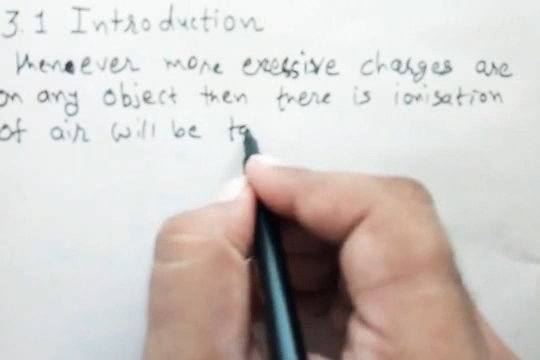 3.1 Introduction
Whenever more excessive charges are
on any object then there is ionisation
of air will be ta